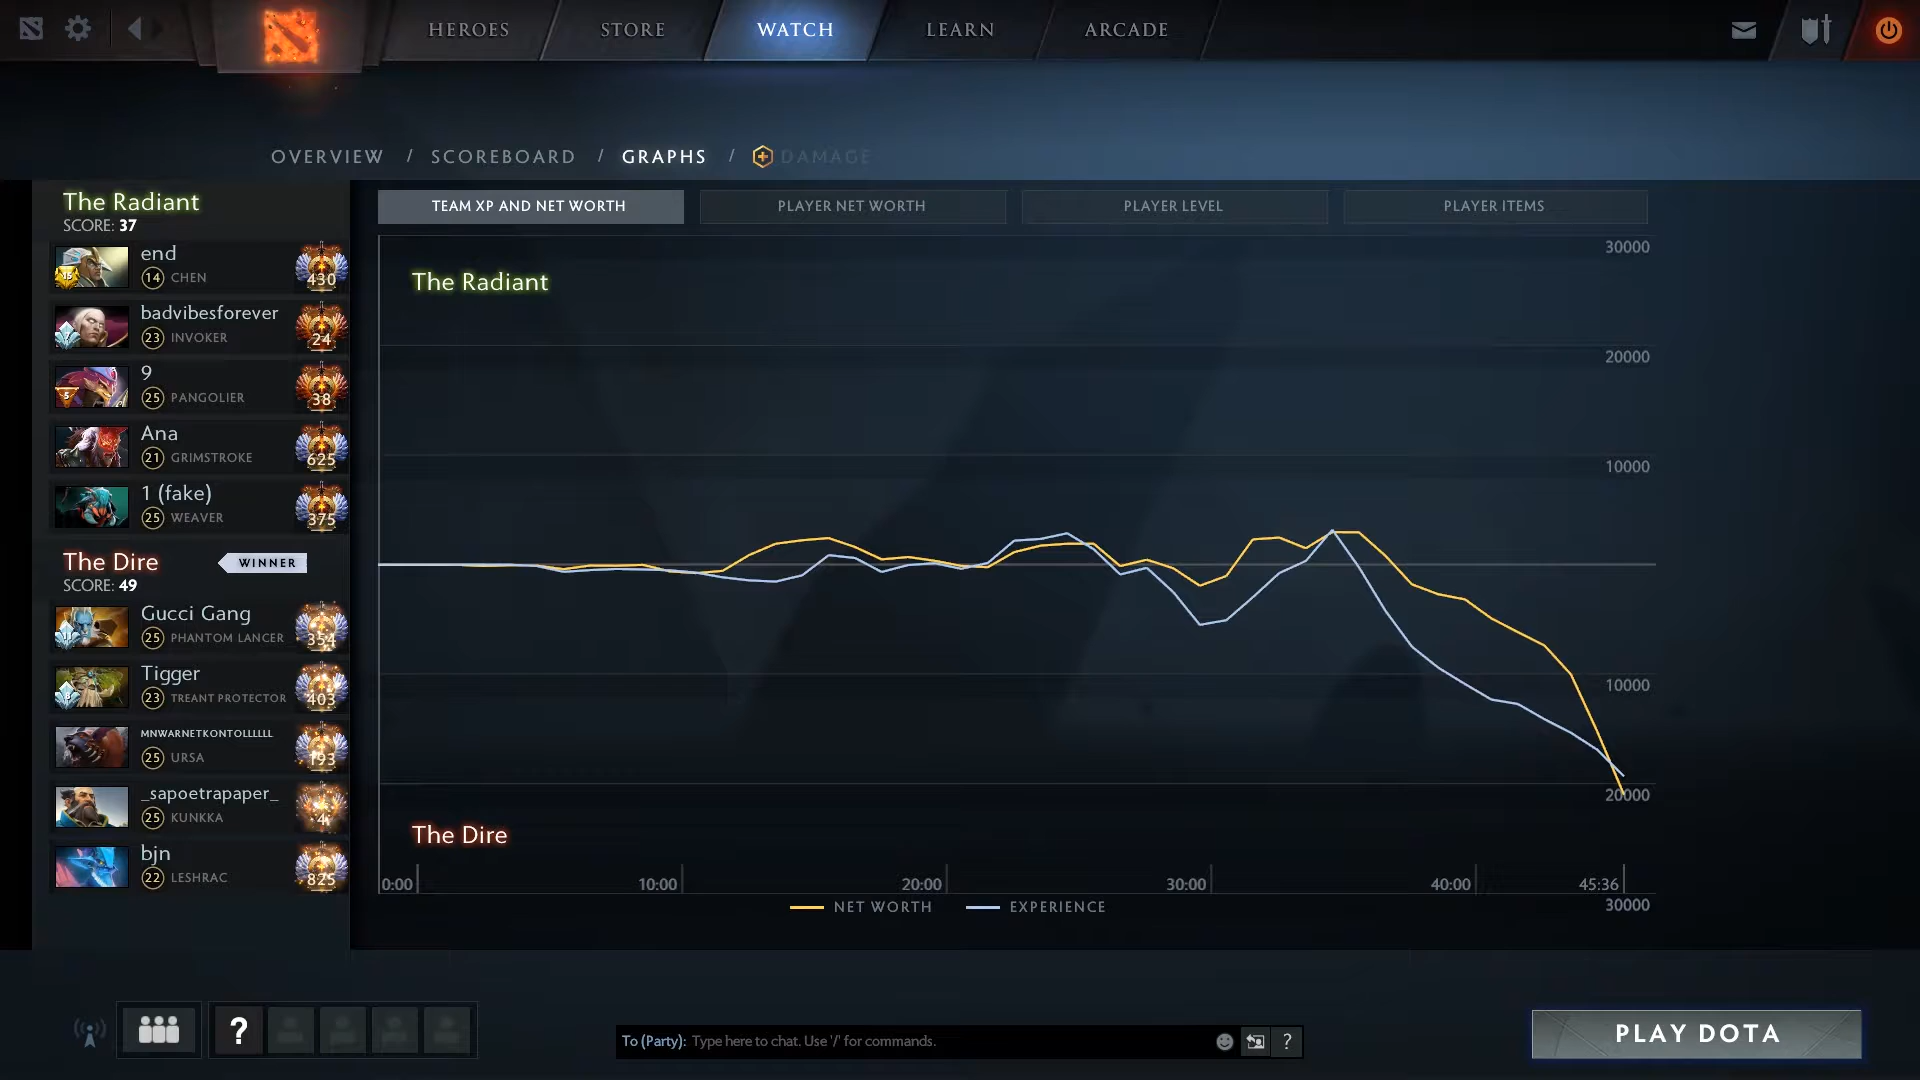 HEROES
STORE
WATCH
LEARN
ARCADE
OVERVIEW / SCOREBOARD / GRAPHS / DAMAGE
The Radiant
SCORE: 37
15
end
14 CHEN
430
badvibesforever
23 INVOKER
24
9
5
25 PANGOLIER
38
Ana
21 GRIMSTROKE
625
1 (fake)
25 WEAVER
375
The Dire
WINNER
SCORE: 49
Gucci Gang
25 PHANTOM LANCER
354
Tigger
23 TREANT PROTECTOR
403
MNWARNETKONTOLLLLLL
25 URSA
193
_sapoetrapaper_
25 KUNKKA
4
bjn
22 LESHRAC
825
TEAM XP AND NET WORTH
PLAYER NET WORTH
PLAYER LEVEL
PLAYER ITEMS
The Radiant
30000
20000
10000
10000
20000
30000
The Dire
0:00
10:00
20:00
30:00
40:00
45:36
NET WORTH
EXPERIENCE
?
To (Party): Type here to chat. Use '/' for commands.
?
PLAY DOTA